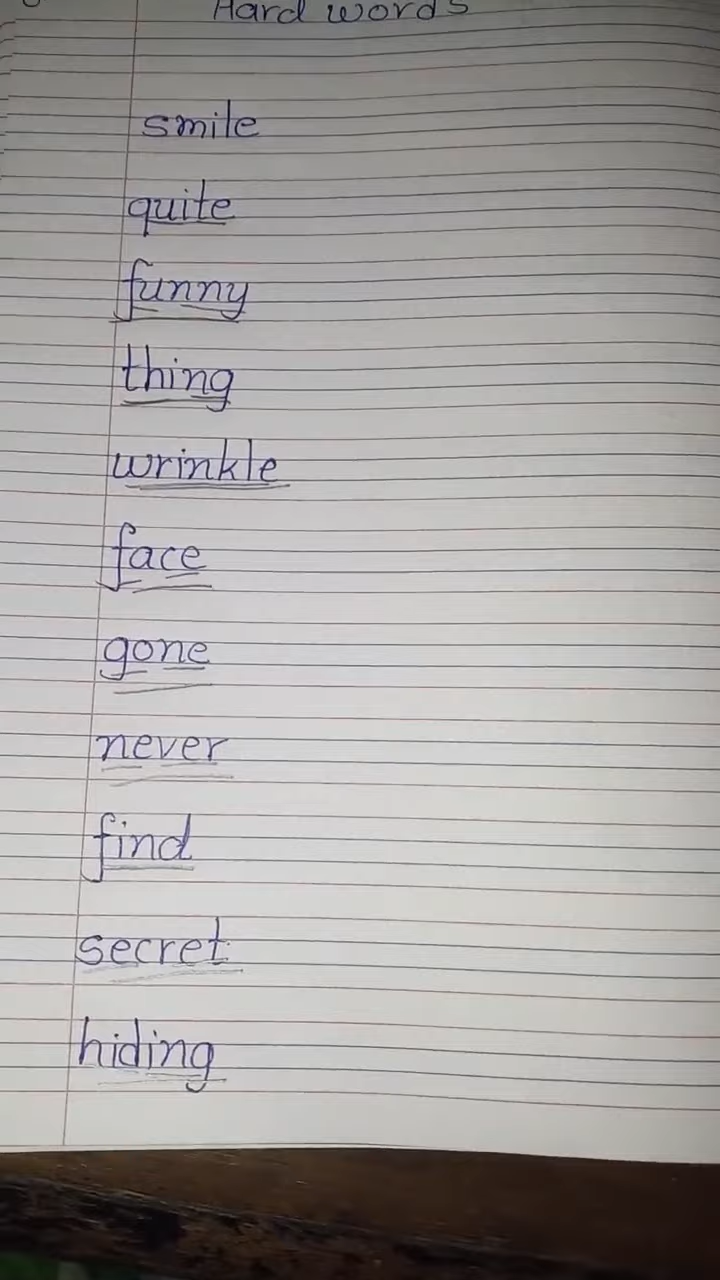 Hard words
smile
quite
funny
thing
wrinkle
face
gone
never
find
secret
hiding